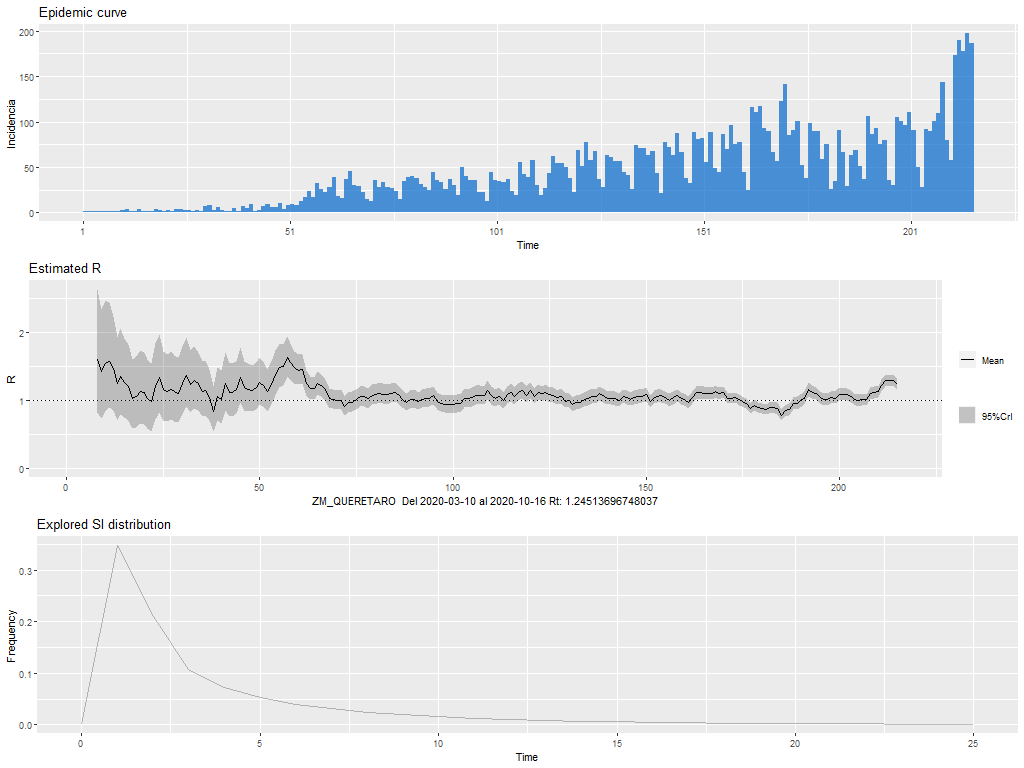 Epidemic curve
200
150
100
50
0
Incidencia
1 51 101 151 201
Time
Estimated R
2
1
0
R
Mean
95%CrI
0 50 100 150 200
ZM_QUERETARO Del 2020-03-10 al 2020-10-16 Rt: 1.24513696748037
Explored SI distribution
0.3
0.2
0.1
0.0
Frequency
0 5 10 15 20 25
Time